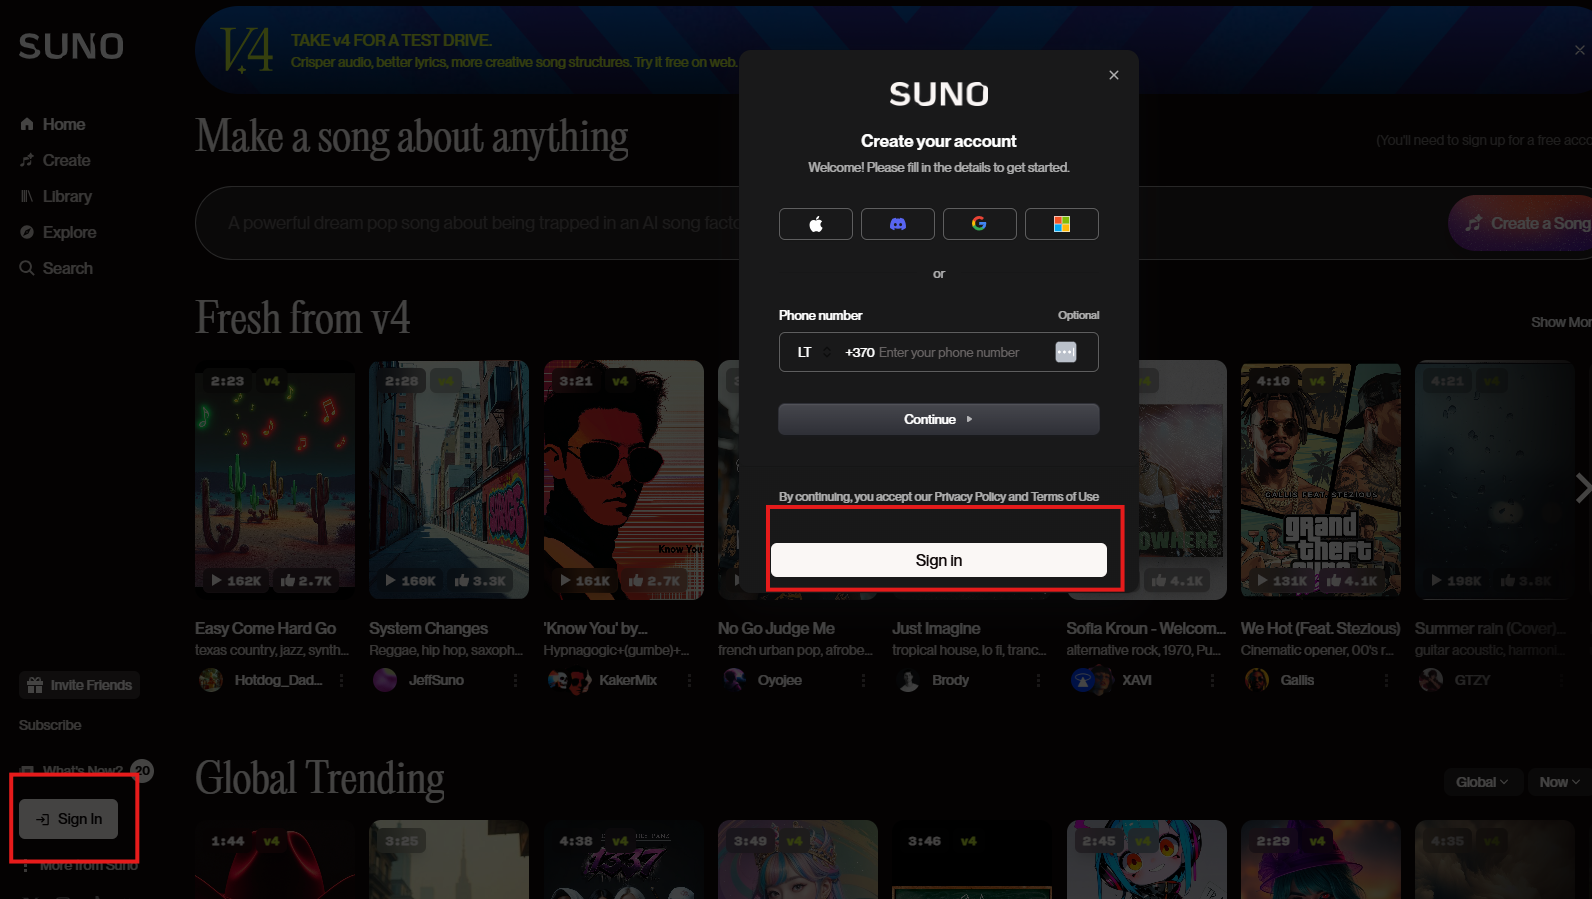 SUNO
V4
TAKE v4 FOR A TEST DRIVE.
Crisper audio, better lyrics, more creative song structures. Try it free on web.
Home
Create
Library
Explore
Search
Invite Friends
Subscribe
What's New? 20
Sign In
More from Suno
Make a song about anything
(You'll need to sign up for a free acco
A powerful dream pop song about being trapped in an AI song facto
Create a Song
SUNO
Create your account
Welcome! Please fill in the details to get started.
or
Phone number Optional
LT +370 Enter your phone number
Continue
By continuing, you accept our Privacy Policy and Terms of Use
Sign in
Fresh from v4
Show Mor
2:23 v4
162K 2.7K
Easy Come Hard Go
texas country, jazz, synth...
Hotdog_Dad...
2:28 v4
160K 3.3K
System Changes
Reggae, hip hop, saxoph...
JeffSuno
3:21 v4
Know You
161K 2.7K
'Know You' by...
Hypnagogic+(gumbe)+...
KakerMix
No Go Judge Me
french urban pop, afrobe...
Oyojee
Just Imagine
tropical house, lo fi, tranc...
Brody
v4
OWHERE
4.1K
Sofia Kroun - Welcom...
alternative rock, 1970, Pu...
XAVI
4:10 v4
GALLIS FEAT. STEZIOUS
grand
theft
131K 4.1K
We Hot (Feat. Stezious)
Cinematic opener, 00's r...
Gallis
4:21 v4
198K 3.8K
Summer rain (Cover)...
guitar acoustic, harmoni...
GTZY
Global Trending
Global Now
1:44 v4
3:25
4:38 v4
1337
3:49 v4
3:46 v4
2:45 v4
2:29 v4
4:35 v4